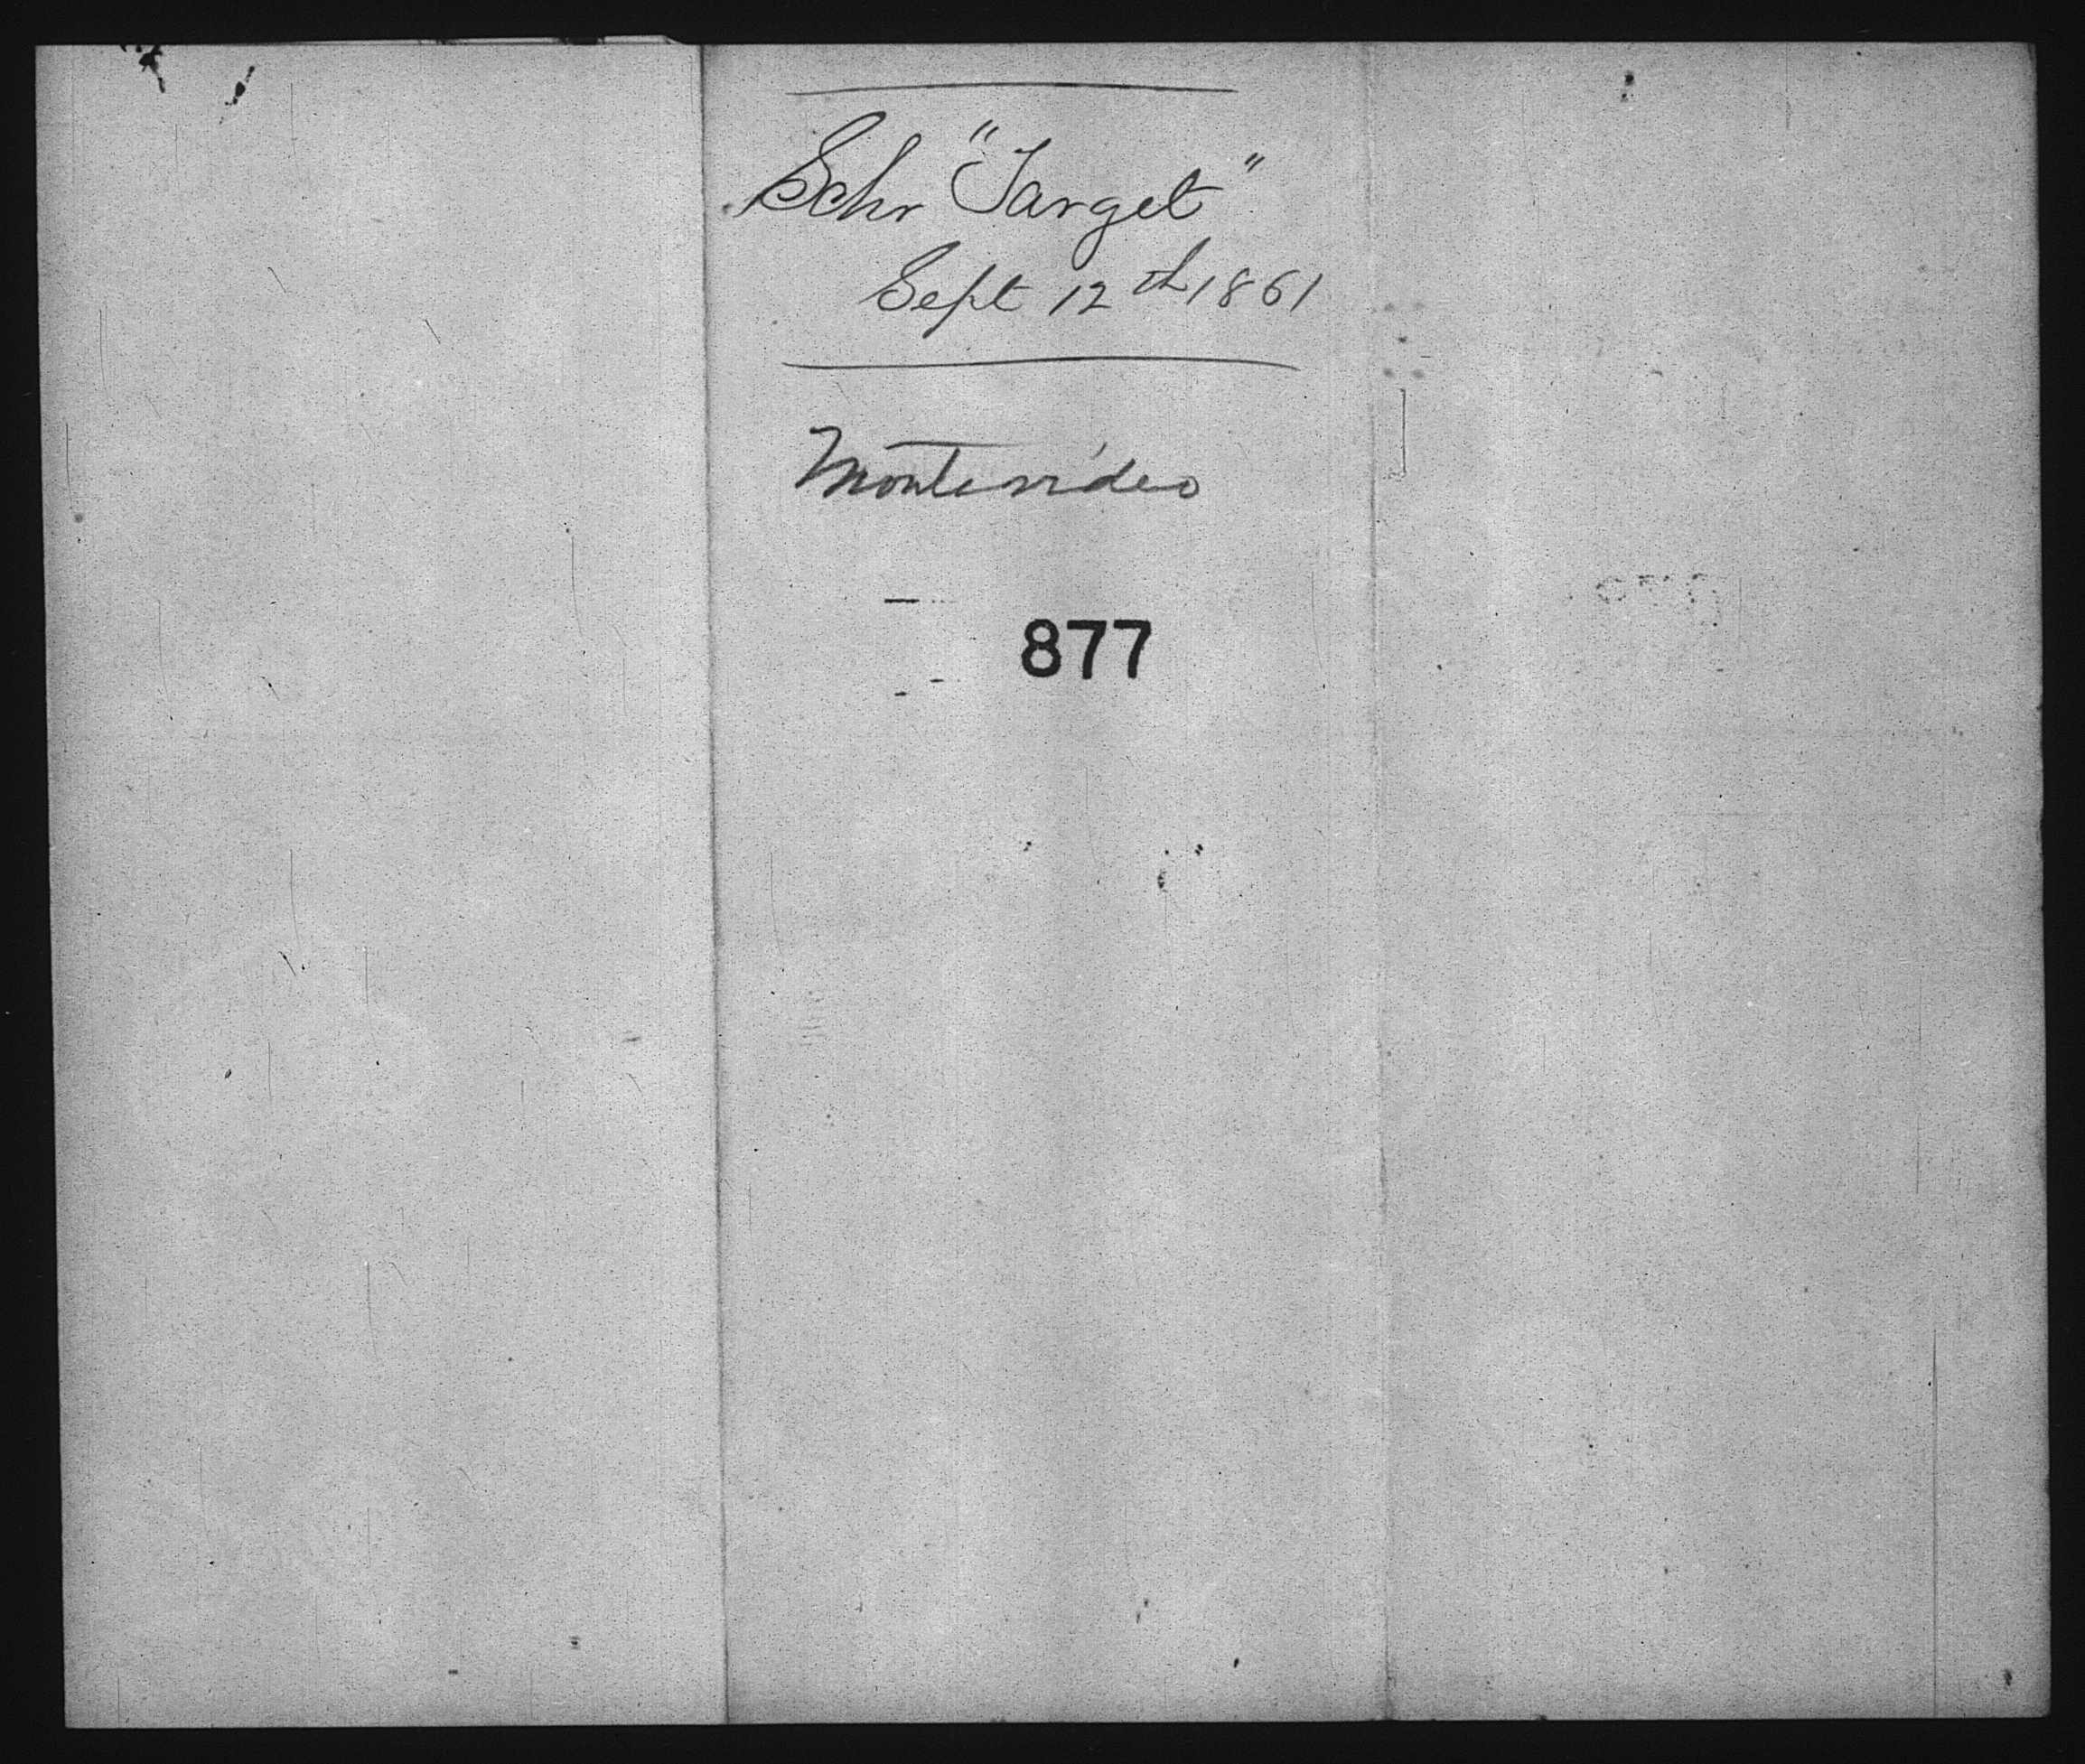 Schr "Target"
Sept 12th 1861
Montevideo
877